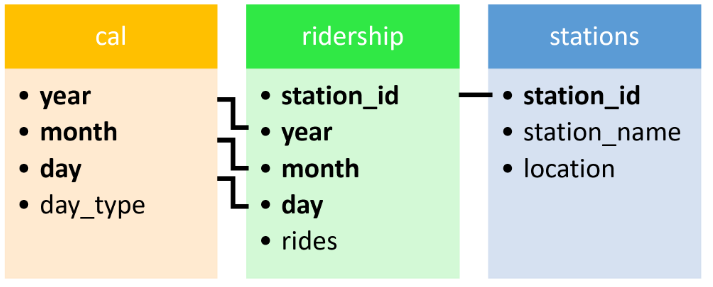 cal
• year
• month
• day
• day_type
ridership
• station_id
• year
• month
• day
• rides
stations
• station_id
• station_name
• location